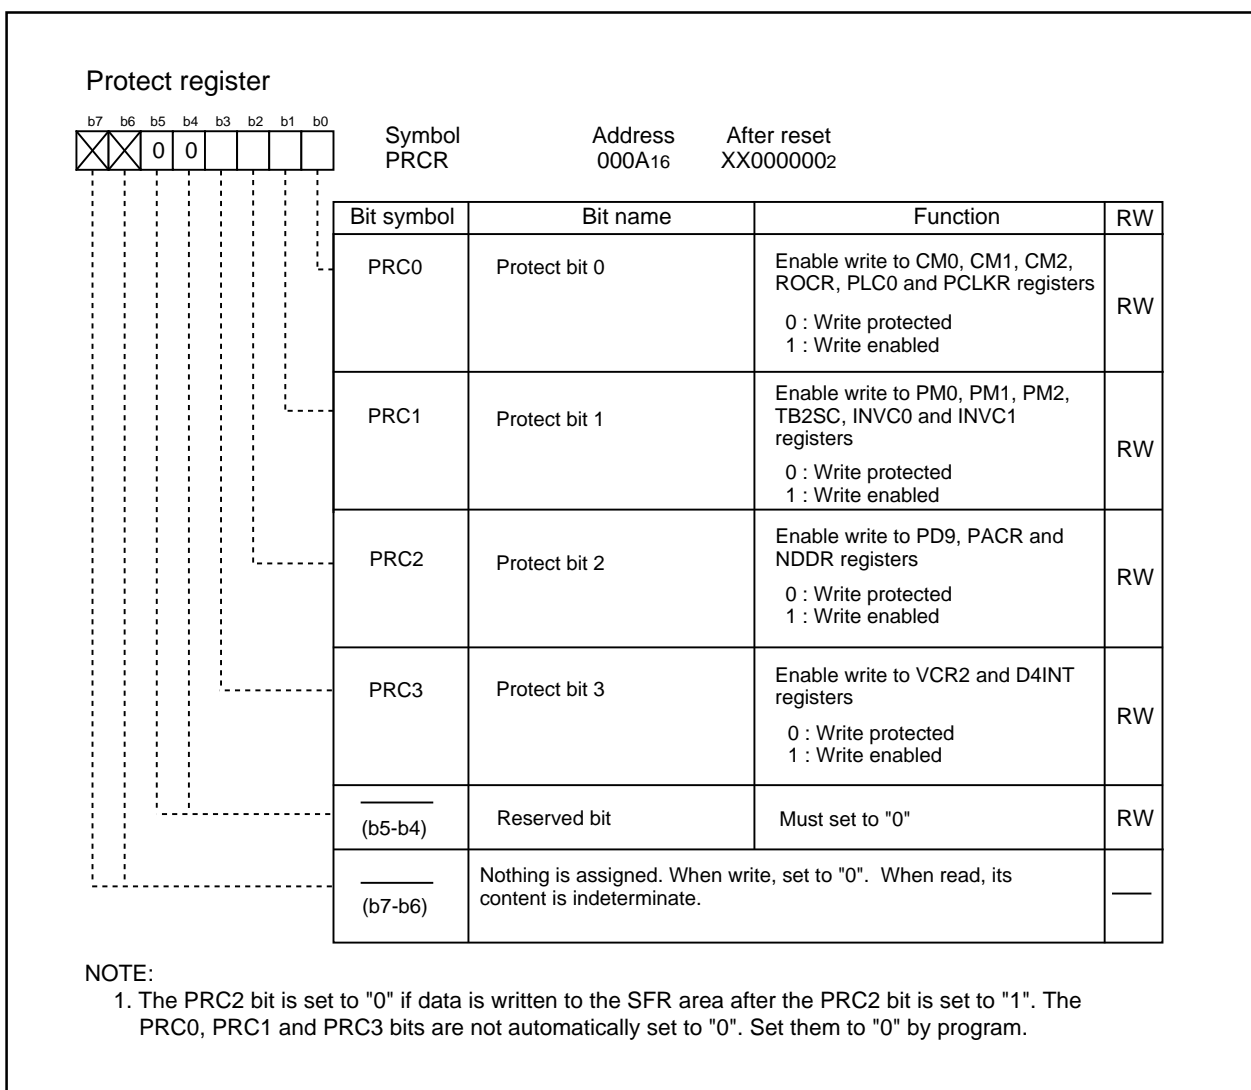 Protect register
b7 b6 b5 b4 b3 b2 b1 b0
0 0
Symbol Address After reset
PRCR 000A16 XX0000002
Bit symbol Bit name Function RW
PRC0 Protect bit 0 Enable write to CM0, CM1, CM2,
ROCR, PLC0 and PCLKR registers
0 : Write protected
1 : Write enabled
RW
PRC1 Protect bit 1 Enable write to PM0, PM1, PM2,
TB2SC, INVC0 and INVC1
registers
0 : Write protected
1 : Write enabled
RW
PRC2 Protect bit 2 Enable write to PD9, PACR and
NDDR registers
0 : Write protected
1 : Write enabled
RW
PRC3 Protect bit 3 Enable write to VCR2 and D4INT
registers
0 : Write protected
1 : Write enabled
RW
(b5-b4) Reserved bit Must set to "0" RW
(b7-b6) Nothing is assigned. When write, set to "0". When read, its
content is indeterminate.
NOTE:
1. The PRC2 bit is set to "0" if data is written to the SFR area after the PRC2 bit is set to "1". The
PRC0, PRC1 and PRC3 bits are not automatically set to "0". Set them to "0" by program.